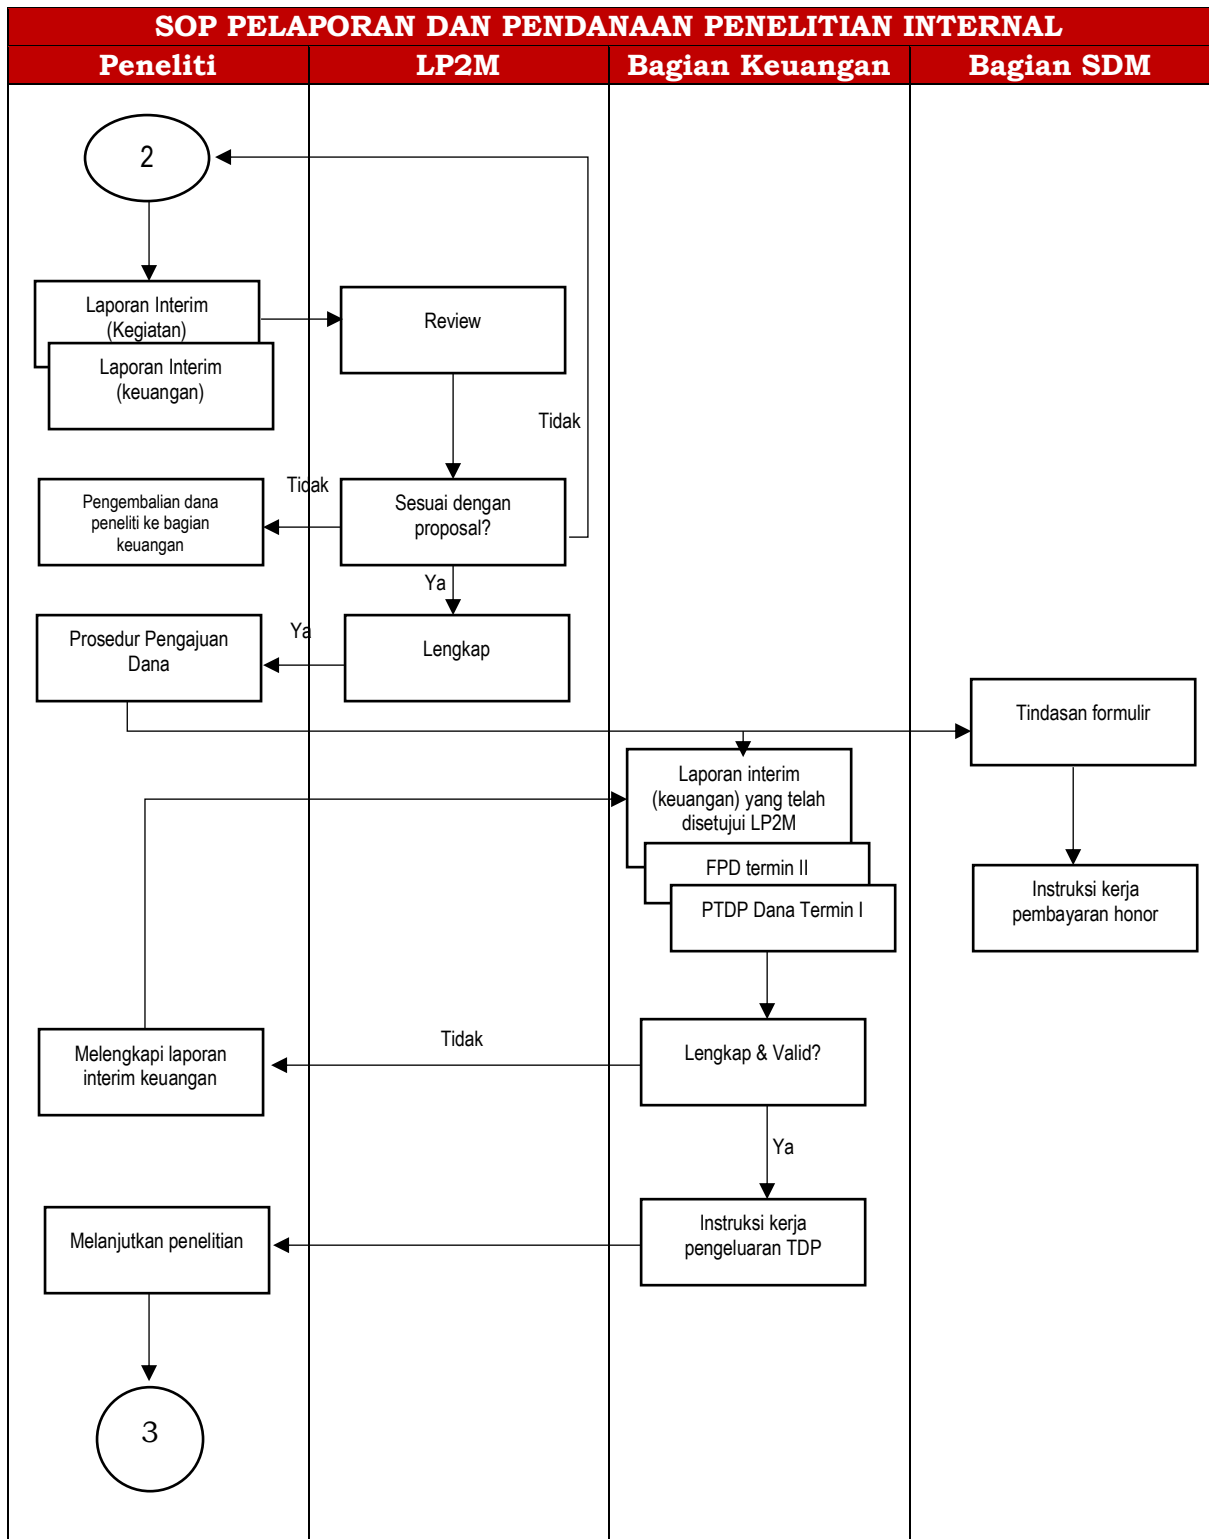 SOP PELAPORAN DAN PENDANAAN PENELITIAN INTERNAL
Peneliti
LP2M
Bagian Keuangan
Bagian SDM
2
Laporan Interim
(Kegiatan)
Laporan Interim
(keuangan)
Review
Tidak
Tidak
Pengembalian dana
peneliti ke bagian
keuangan
Sesuai dengan
proposal?
Ya
Prosedur Pengajuan
Dana
Ya
Lengkap
Tindasan formulir
Laporan interim
(keuangan) yang telah
disetujui LP2M
FPD termin II
PTDP Dana Termin I
Instruksi kerja
pembayaran honor
Melengkapi laporan
interim keuangan
Tidak
Lengkap & Valid?
Ya
Melanjutkan penelitian
Instruksi kerja
pengeluaran TDP
3